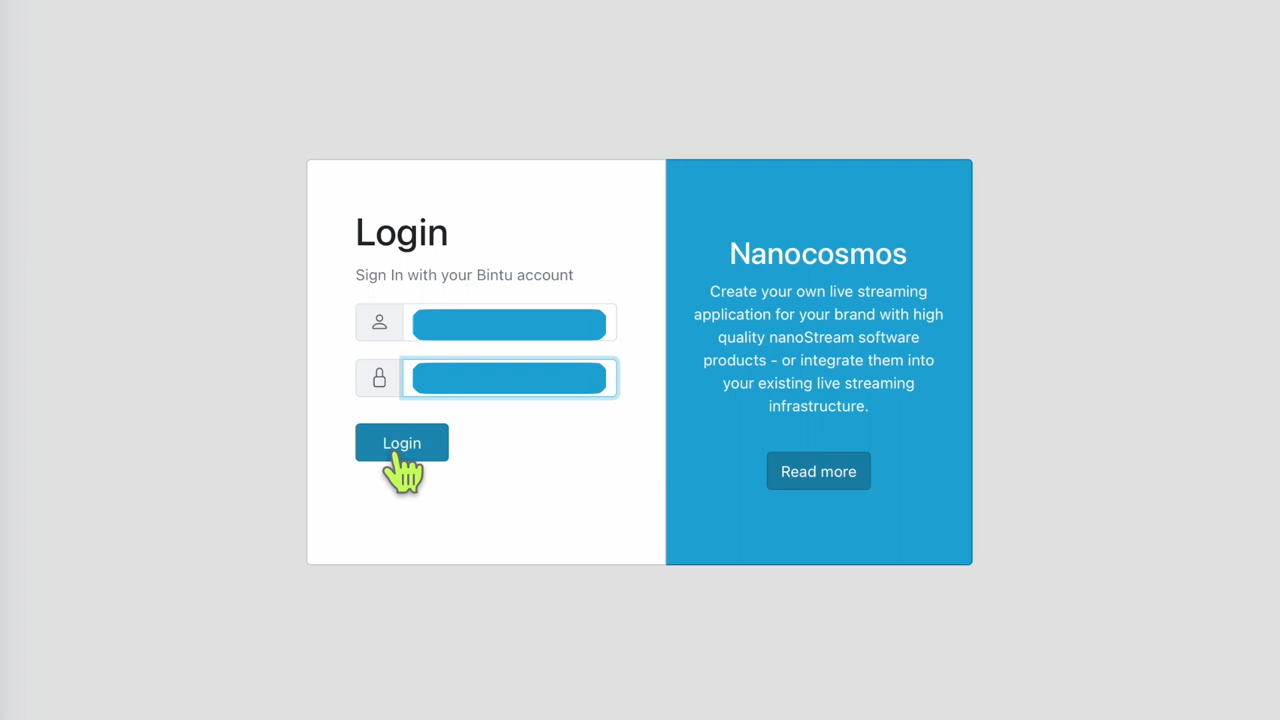 Login
Sign In with your Bintu account
Login
Nanocosmos
Create your own live streaming
application for your brand with high
quality nanoStream software
products - or integrate them into
your existing live streaming
infrastructure.
Read more